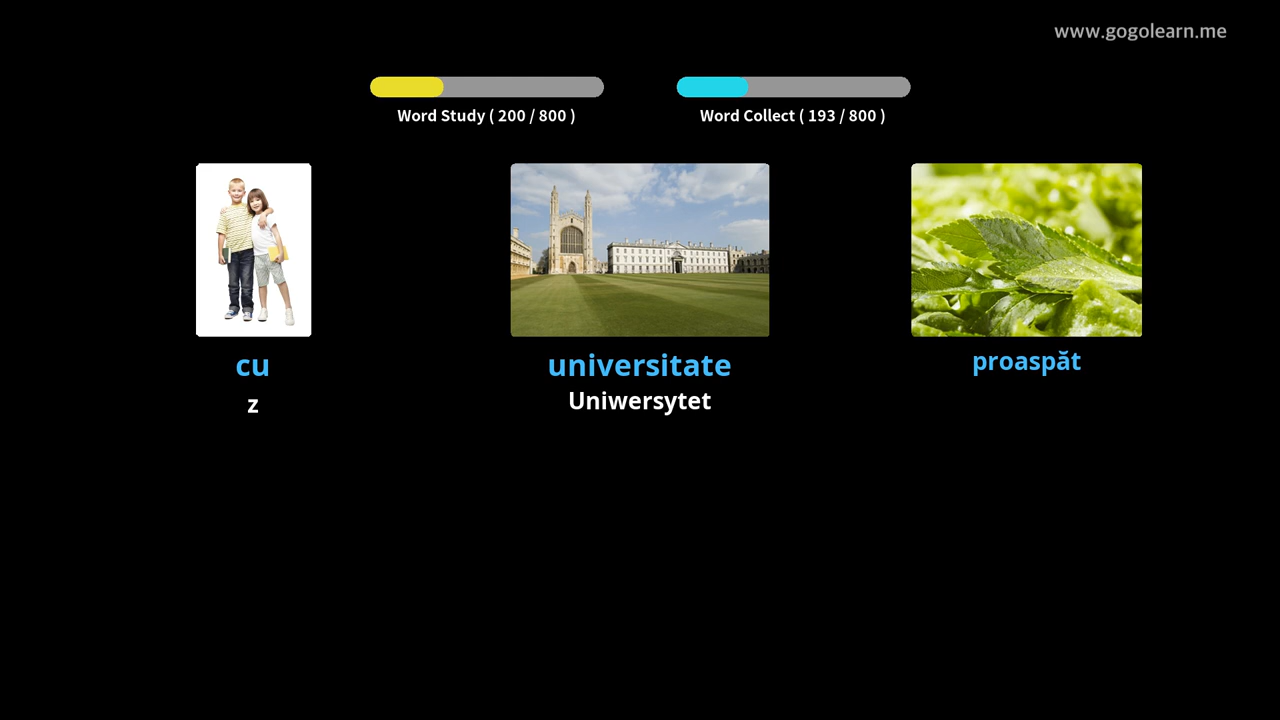 www.gogolearn.me
Word Study ( 200 / 800 )
Word Collect ( 193 / 800 )
cu
universitate
proaspăt
z
Uniwersytet